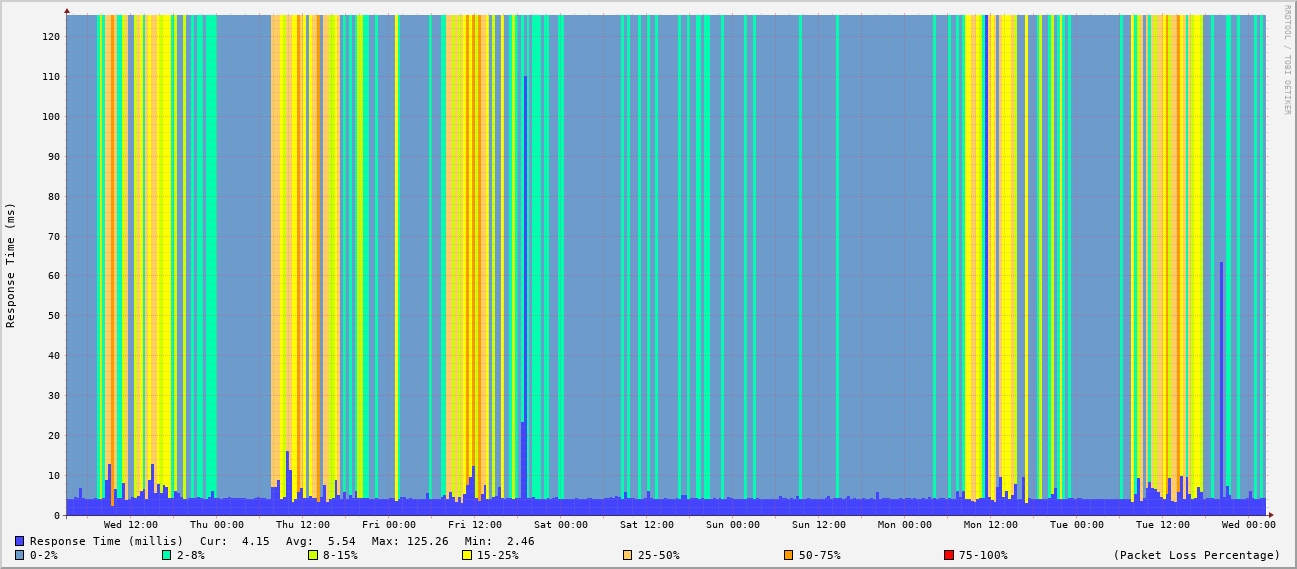 RRDTOOL / TOBI OETIKER
Response Time (ms)
120
110
100
90
80
70
60
50
40
30
20
10
0
Wed 12:00 Thu 00:00 Thu 12:00 Fri 00:00 Fri 12:00 Sat 00:00 Sat 12:00 Sun 00:00 Sun 12:00 Mon 00:00 Mon 12:00 Tue 00:00 Tue 12:00 Wed 00:00
Response Time (millis) Cur: 4.15 Avg: 5.54 Max: 125.26 Min: 2.46
0-2% 2-8% 8-15% 15-25% 25-50% 50-75% 75-100% (Packet Loss Percentage)